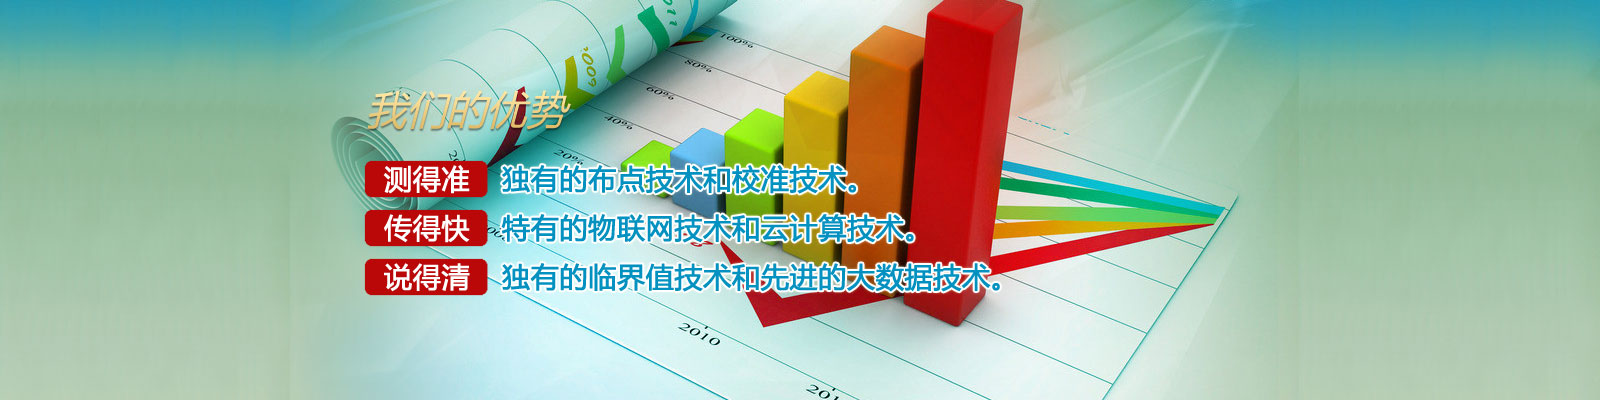 我们的优势
测得准 独有的布点技术和校准技术。
传得快 特有的物联网技术和云计算技术。
说得清 独有的临界值技术和先进的大数据技术。
100%
80%
60%
40%
20%
2010